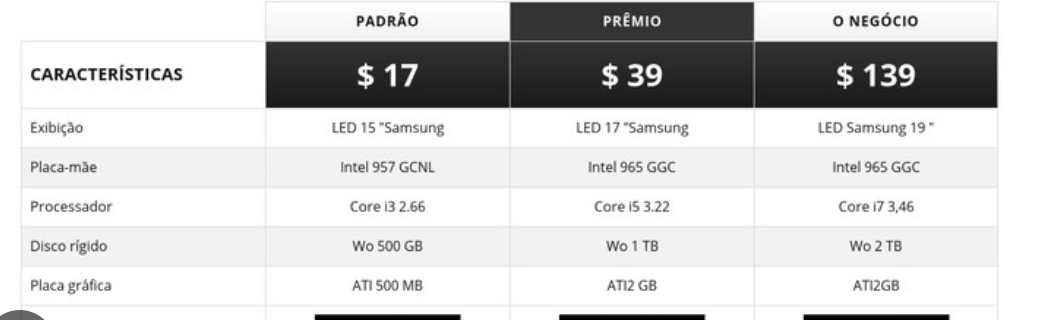 PADRÃO PRÊMIO O NEGÓCIO
CARACTERÍSTICAS $ 17 $ 39 $ 139
Exibição LED 15 "Samsung LED 17 "Samsung LED Samsung 19 "
Placa-mãe Intel 957 GCNL Intel 965 GGC Intel 965 GGC
Processador Core i3 2.66 Core i5 3.22 Core i7 3,46
Disco rígido Wo 500 GB Wo 1 TB Wo 2 TB
Placa gráfica ATI 500 MB ATI2 GB ATI2GB